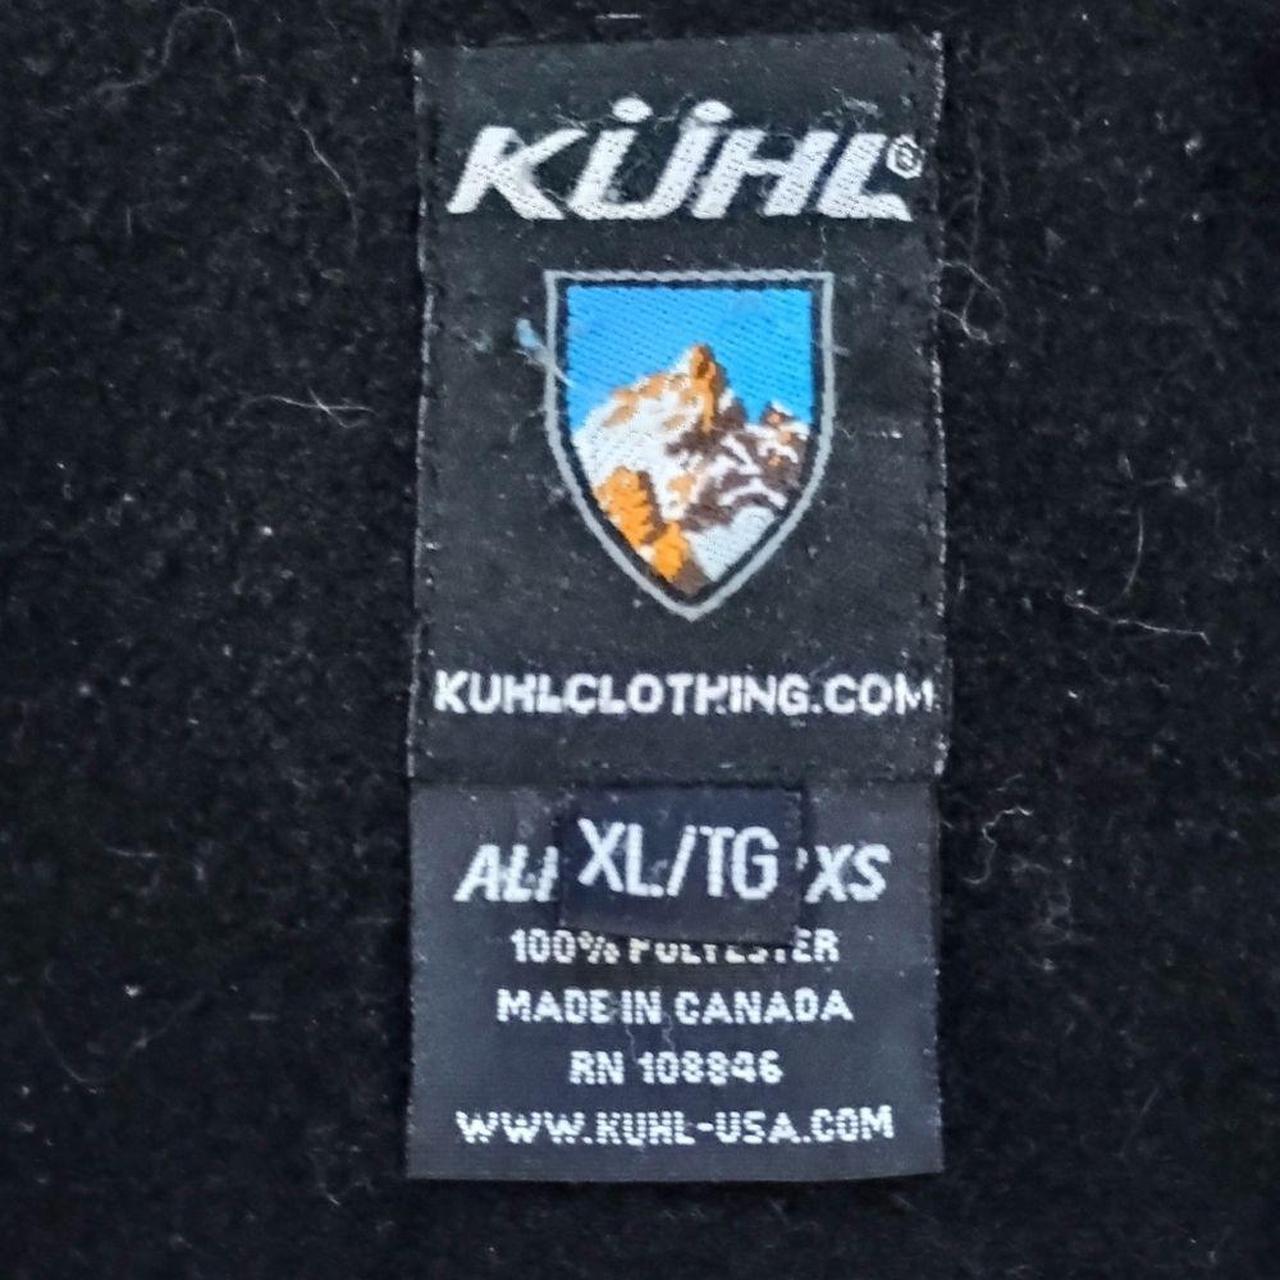 KÜHL®
KUHLCLOTHING.COM
XL/TG
100% POLYESTER
MADE IN CANADA
RN 108846
WWW.KUHL-USA.COM